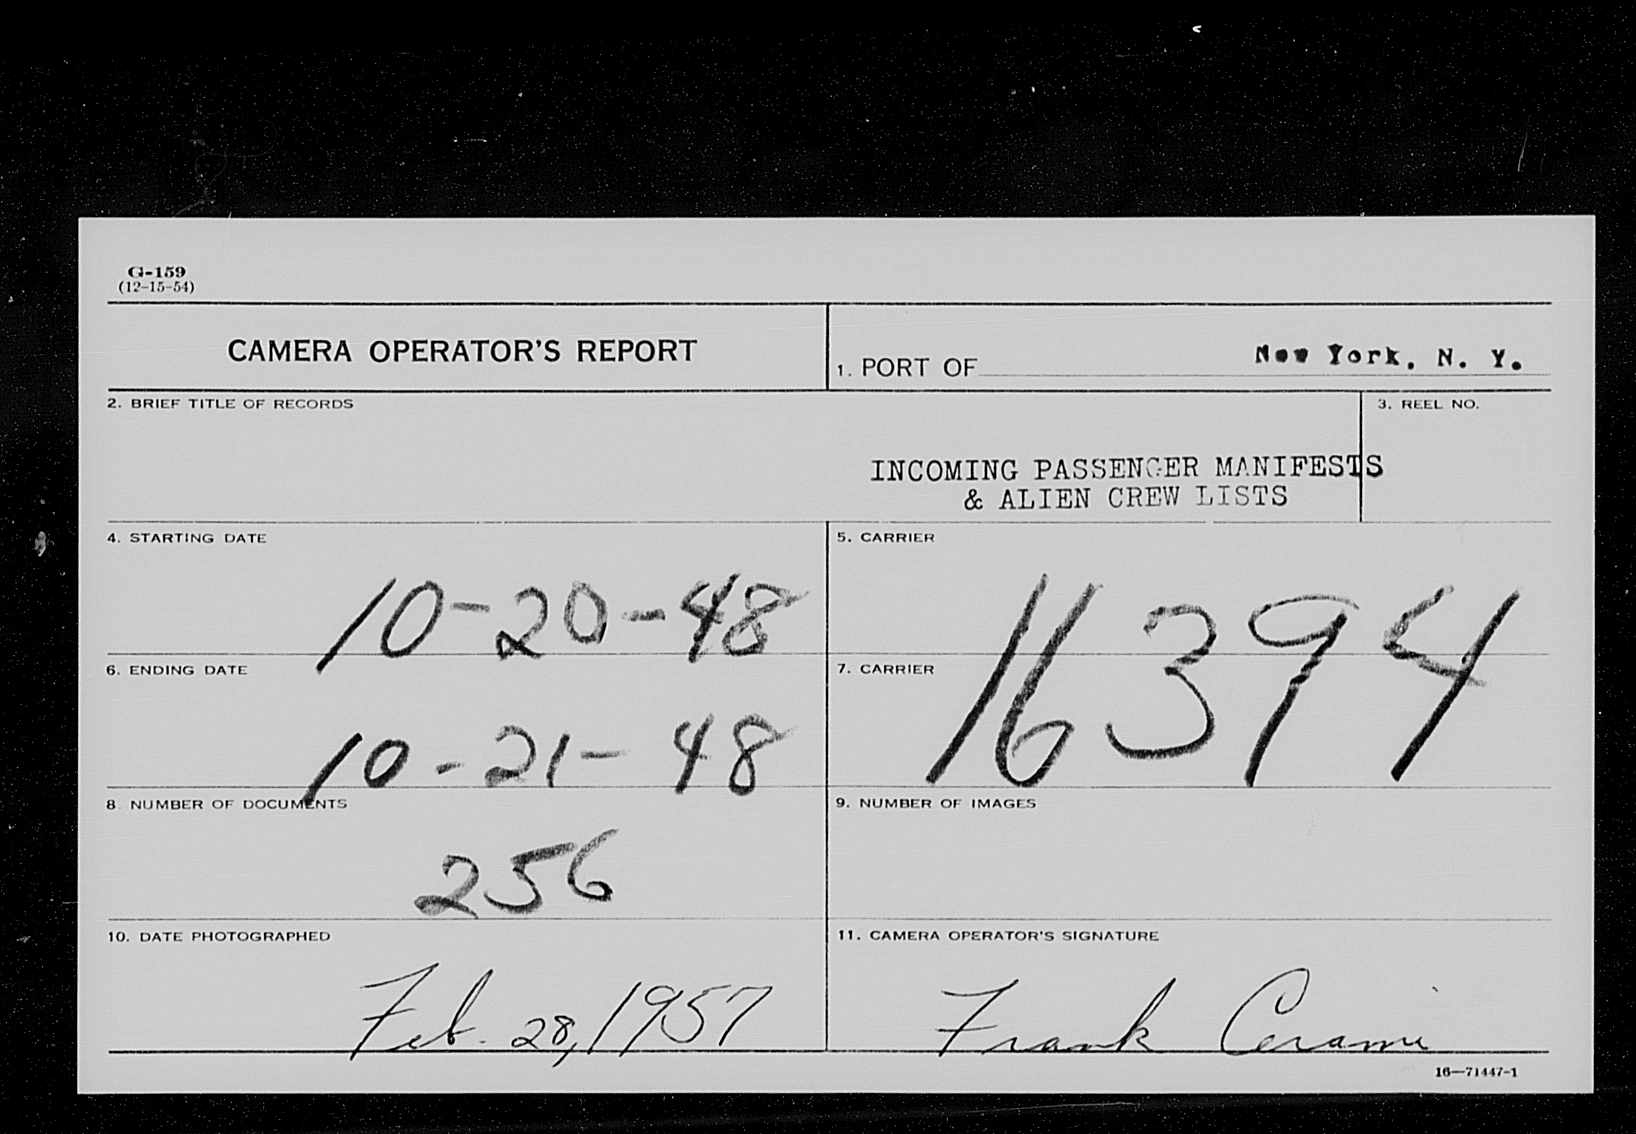 G-159
(12-15-54)
CAMERA OPERATOR'S REPORT
1. PORT OF New York, N. Y.
2. BRIEF TITLE OF RECORDS
3. REEL NO.
INCOMING PASSENGER MANIFESTS
& ALIEN CREW LISTS
4. STARTING DATE
10-20-48
5. CARRIER
16394
6. ENDING DATE
10-21-48
7. CARRIER
8. NUMBER OF DOCUMENTS
256
9. NUMBER OF IMAGES
10. DATE PHOTOGRAPHED
Feb. 28, 1957
11. CAMERA OPERATOR'S SIGNATURE
Frank Cerami
16—71447-1